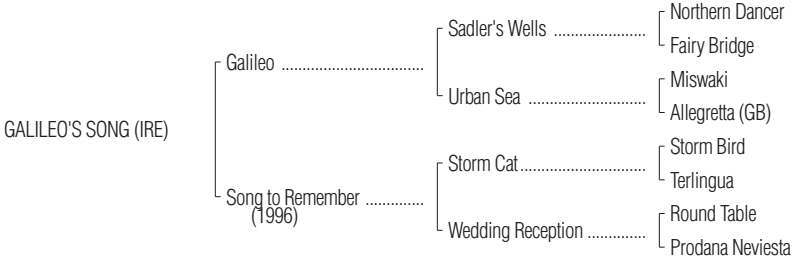 Northern Dancer
Sadler's Wells ......................
Fairy Bridge
Galileo ..................................
Miswaki
Urban Sea ............................
Allegretta (GB)
GALILEO'S SONG (IRE)
Storm Bird
Storm Cat..............................
Terlingua
Song to Remember ..............
(1996)
Round Table
Wedding Reception ..............
Prodana Neviesta